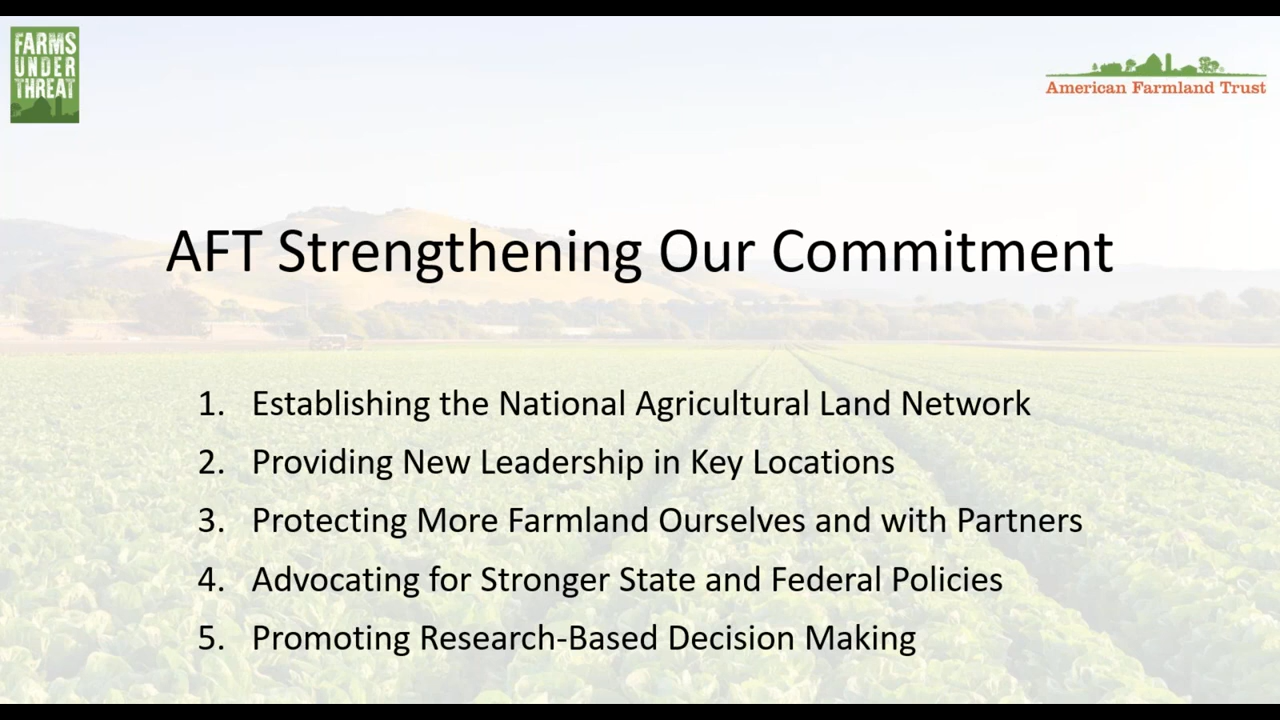 FARMS
UNDER
THREAT
American Farmland Trust
AFT Strengthening Our Commitment
1. Establishing the National Agricultural Land Network
2. Providing New Leadership in Key Locations
3. Protecting More Farmland Ourselves and with Partners
4. Advocating for Stronger State and Federal Policies
5. Promoting Research-Based Decision Making